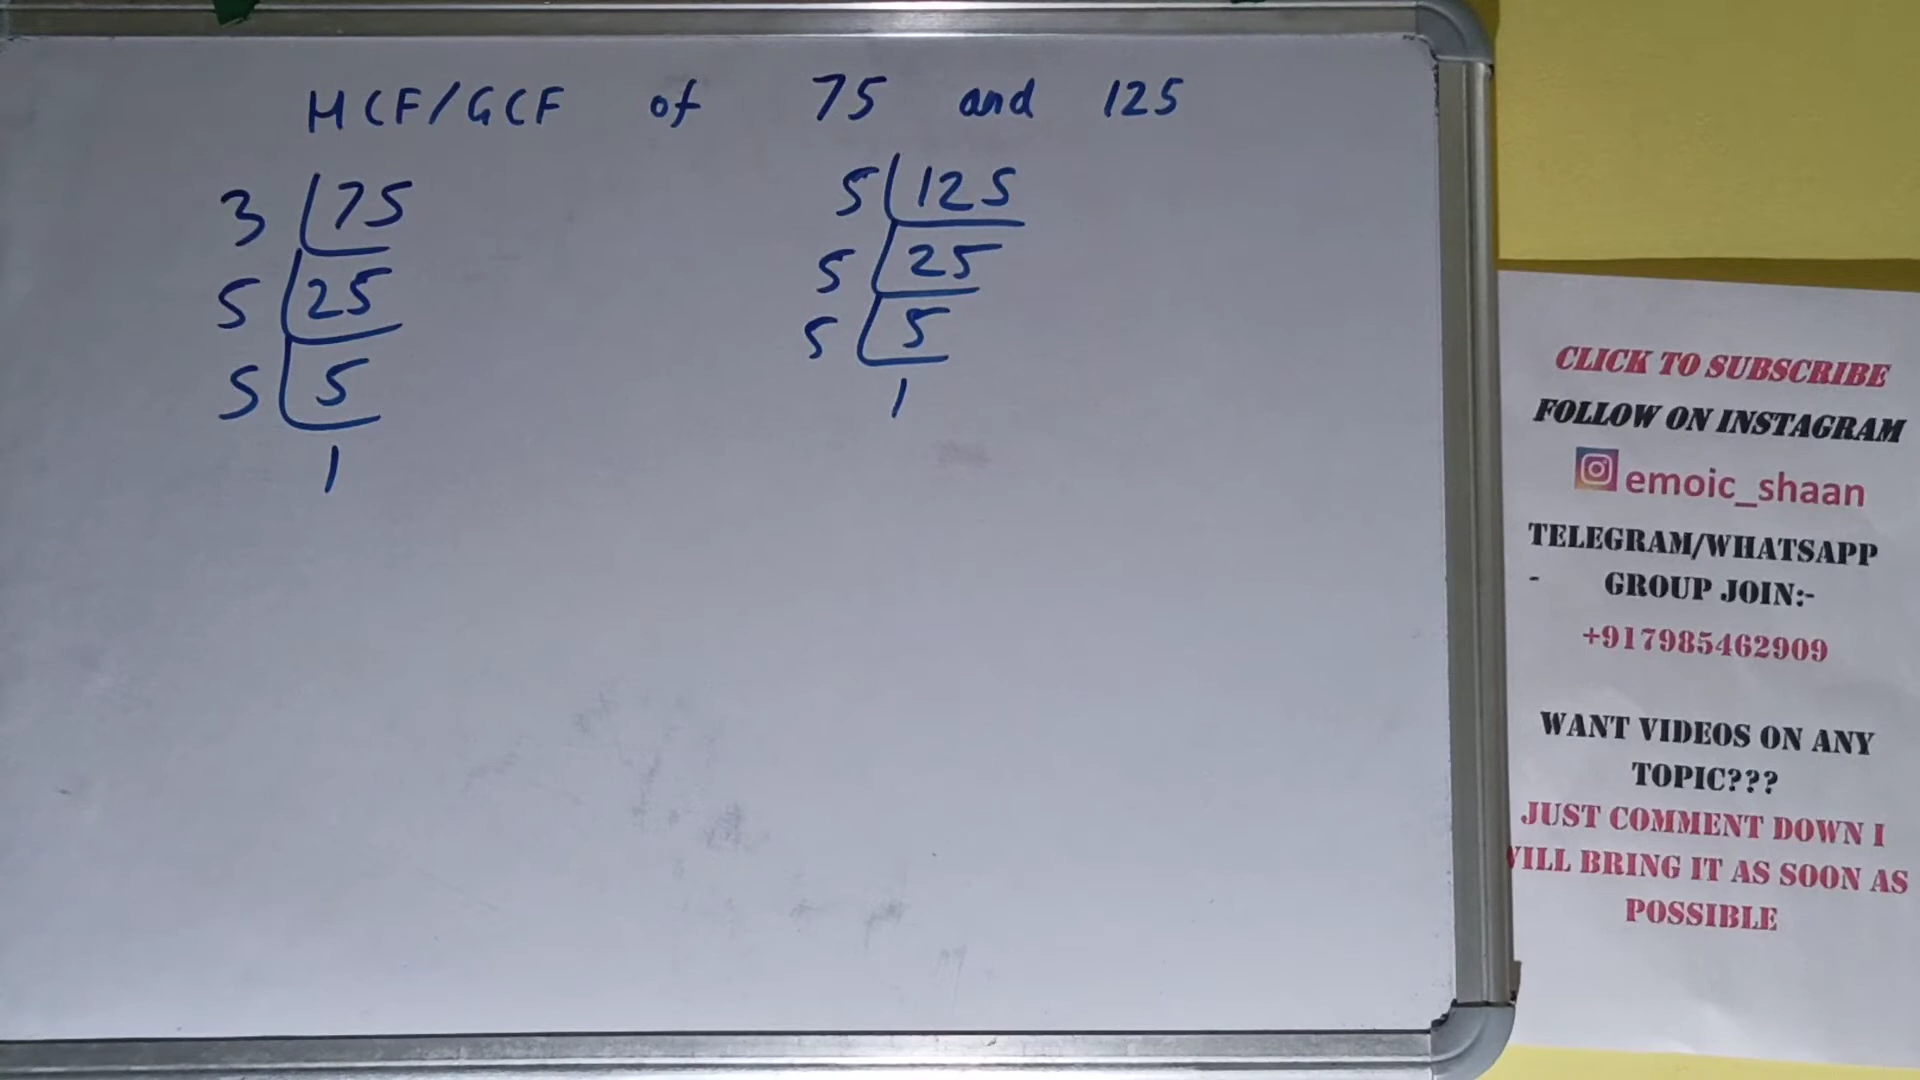 HCF/GCF of 75 and 125
3 75
5 25
5 5
1
5 125
5 25
5 5
1
CLICK TO SUBSCRIBE
FOLLOW ON INSTAGRAM
emoic_shaan
TELEGRAM/WHATSAPP
- GROUP JOIN:-
+917985462909
WANT VIDEOS ON ANY
TOPIC???
JUST COMMENT DOWN I
WILL BRING IT AS SOON AS
POSSIBLE